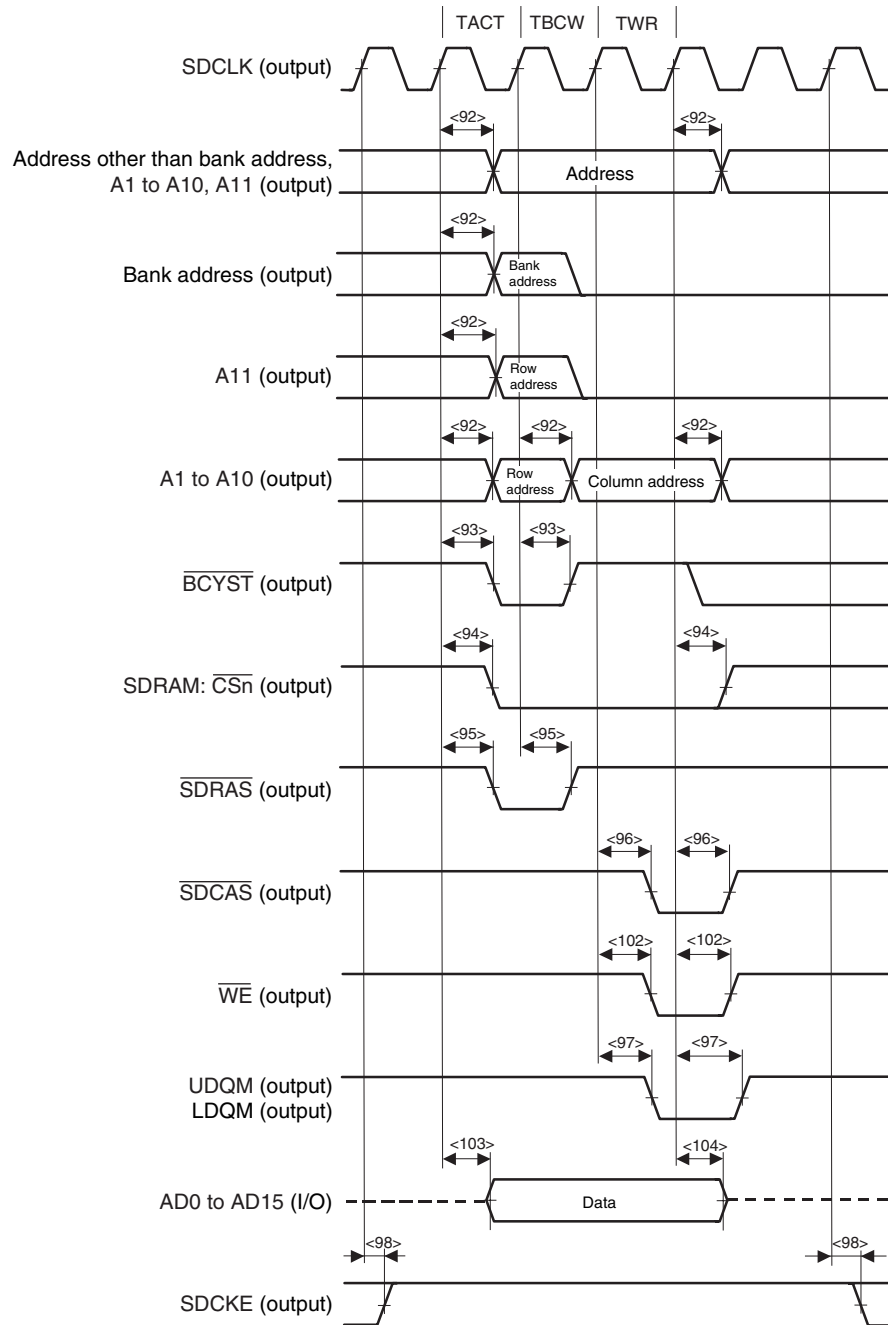 TACT TBCW TWR
SDCLK (output)
<92> <92>
Address other than bank address,
A1 to A10, A11 (output)
Address
<92>
Bank address (output)
Bank
address
<92>
A11 (output)
Row
address
<92> <92> <92>
A1 to A10 (output)
Row
address
Column address
<93> <93>
BCYST (output)
<94> <94>
SDRAM: CSn (output)
<95> <95>
SDRAS (output)
<96> <96>
SDCAS (output)
<102> <102>
WE (output)
<97> <97>
UDQM (output)
LDQM (output)
<103> <104>
AD0 to AD15 (I/O)
Data
<98> <98>
SDCKE (output)